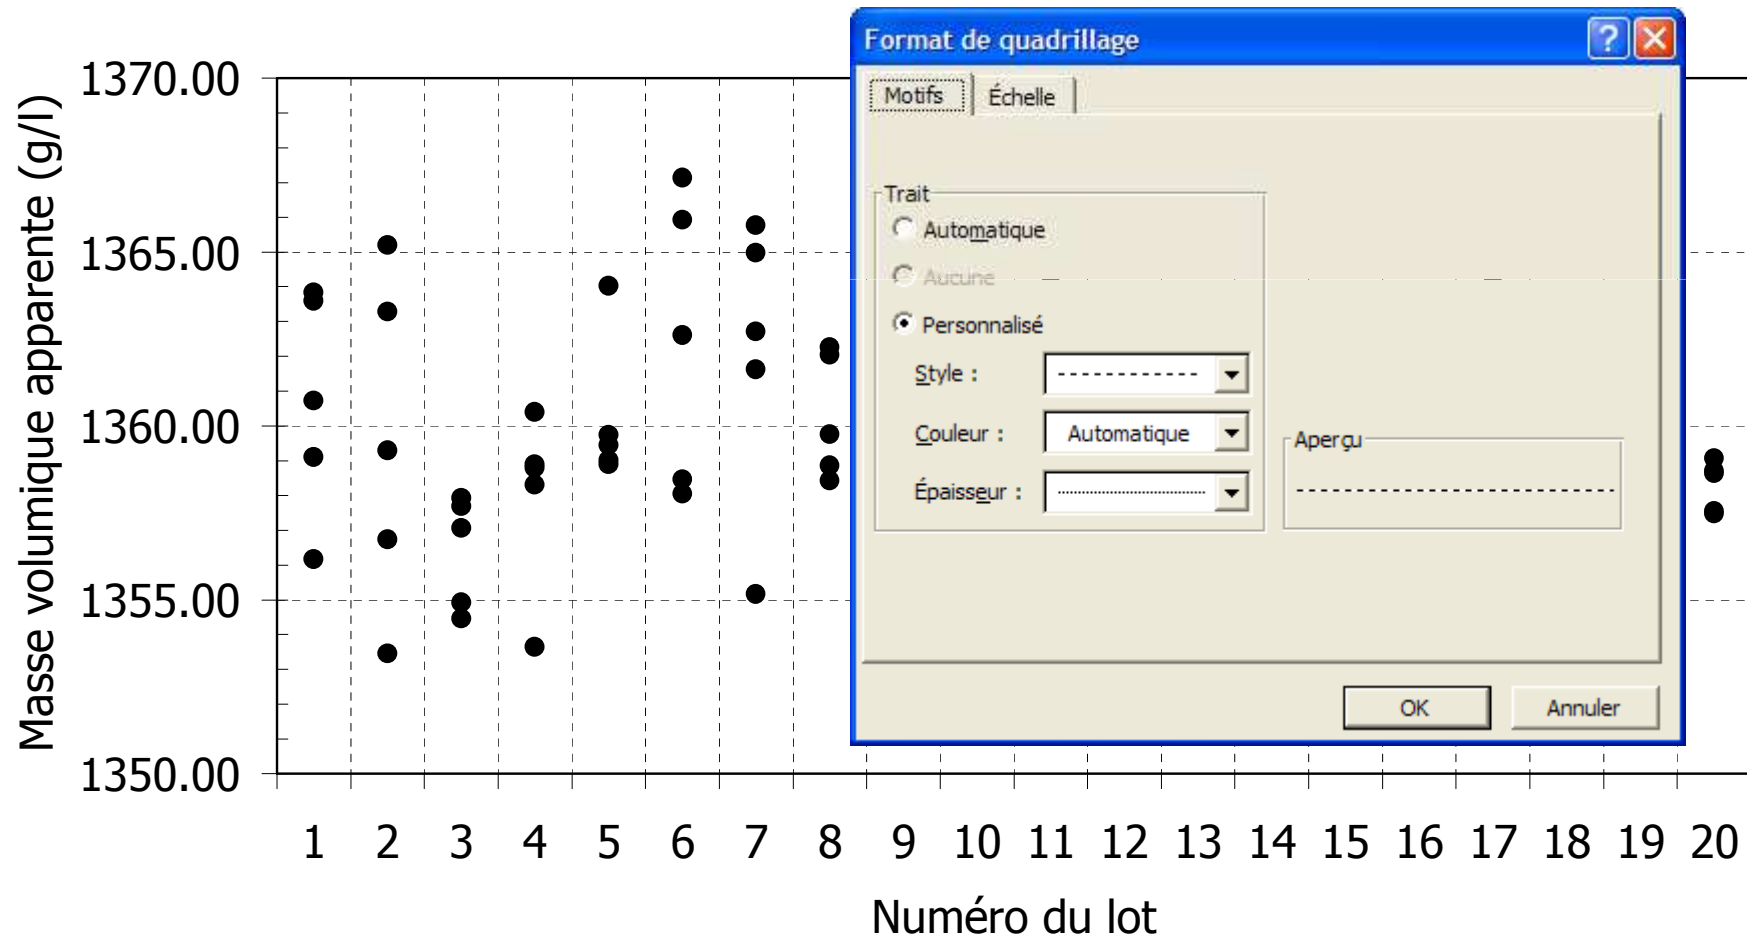 Format de quadrillage
Motifs
Échelle
Trait
Automatique
Aucune
Personnalisé
Style :
Couleur : Automatique
Épaisseur :
Aperçu
OK
Annuler
Masse volumique apparente (g/l)
1370.00
1365.00
1360.00
1355.00
1350.00
1 2 3 4 5 6 7 8 9 10 11 12 13 14 15 16 17 18 19 20
Numéro du lot